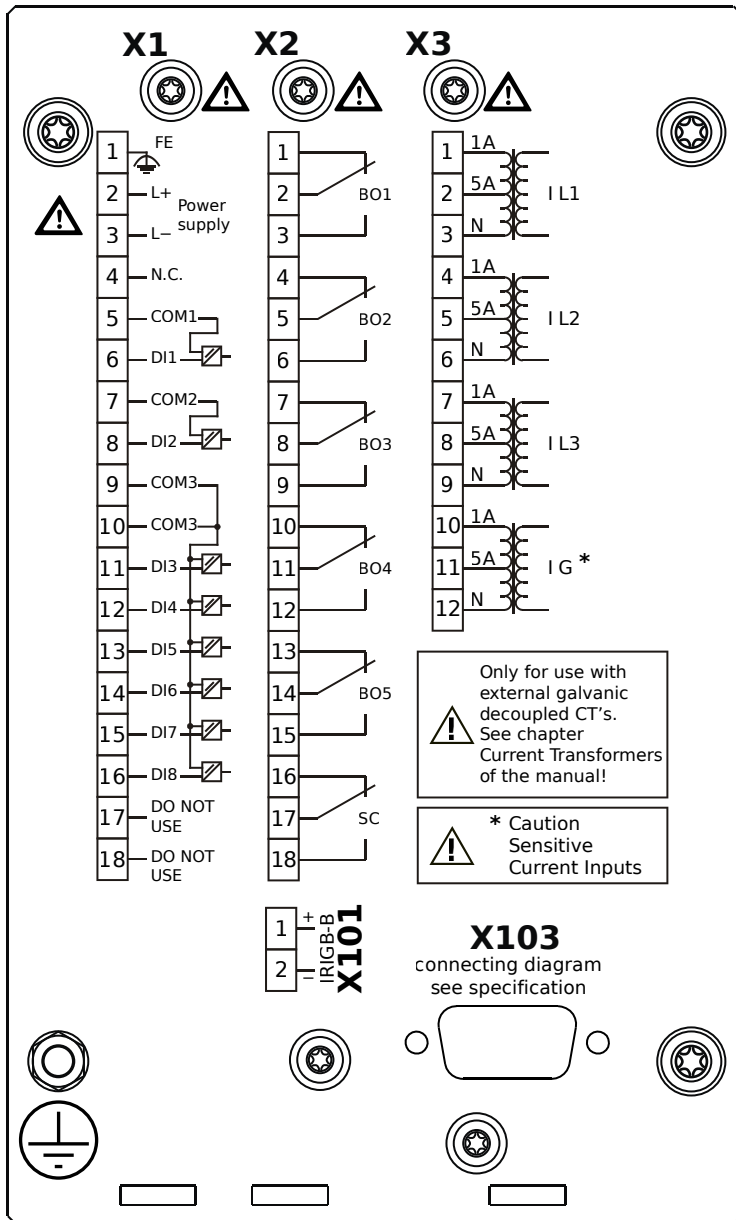 X1
X2
X3
1 FE
2 L+ Power
3 L− supply
4 N.C.
5 COM1
6 DI1
7 COM2
8 DI2
9 COM3
10 COM3
11 DI3
12 DI4
13 DI5
14 DI6
15 DI7
16 DI8
17 DO NOT
USE
18 DO NOT
USE
1
2 BO1
3
4
5 BO2
6
7
8 BO3
9
10
11 BO4
12
13
14 BO5
15
16
17 SC
18
1 1A
2 5A I L1
3 N
4 1A
5 5A I L2
6 N
7 1A
8 5A I L3
9 N
10 1A
11 5A I G *
12 N
Only for use with
external galvanic
decoupled CT's.
See chapter
Current Transformers
of the manual!
* Caution
Sensitive
Current Inputs
1 +
2 −
IRIGB-B
X101
X103
connecting diagram
see specification